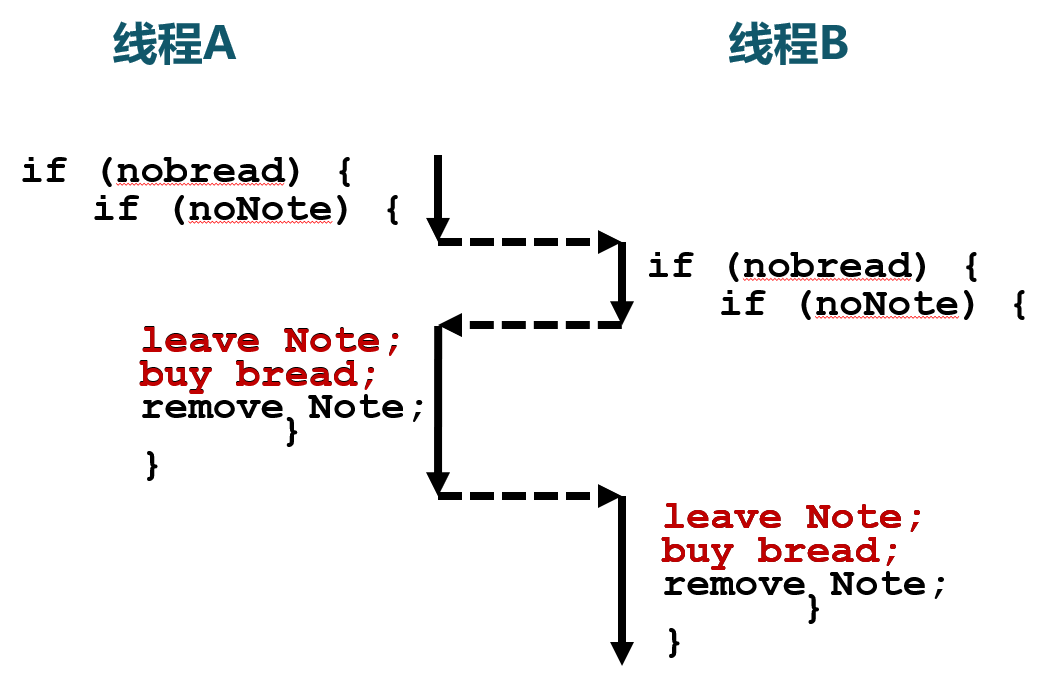 线程A
线程B
if (nobread) {
if (noNote) {
if (nobread) {
if (noNote) {
leave Note;
buy bread;
remove Note;
}
}
leave Note;
buy bread;
remove Note;
}
}